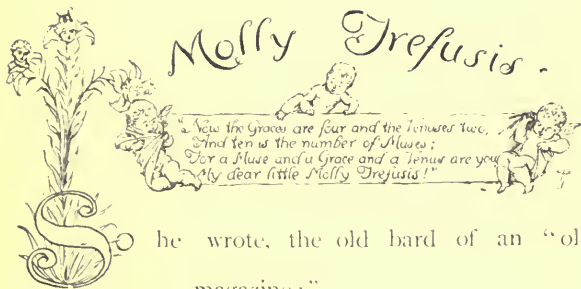 Molly Trefusis.
"Now the Graces are four and the Venuses two,
And ten is the number of Muses;
For a Muse and a Grace and a Venus are you,
My dear little Molly Trefusis!"
So he wrote, the old bard of an "ol
magazine:"